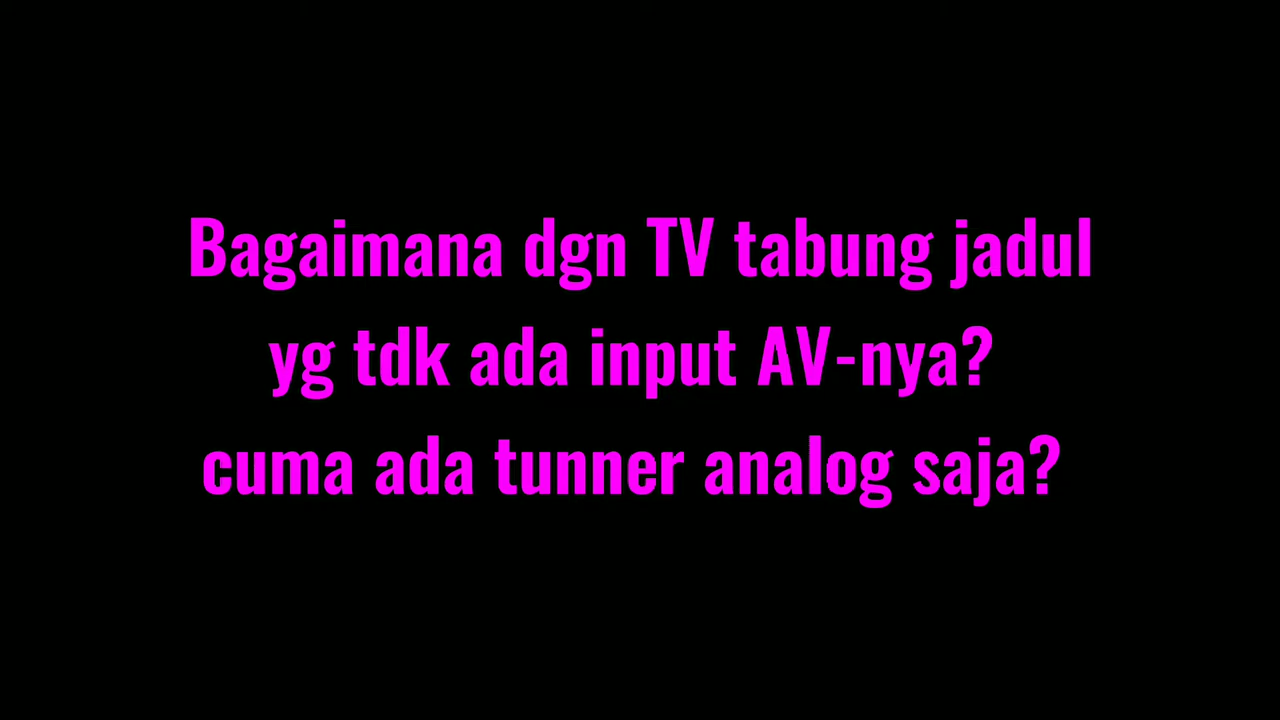 Bagaimana dgn TV tabung jadul
yg tdk ada input AV-nya?
cuma ada tunner analog saja?